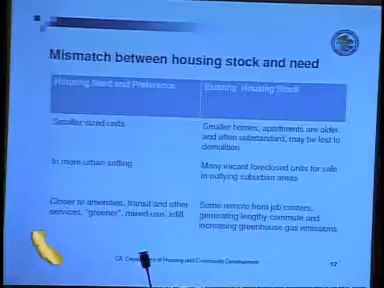 Mismatch between housing stock and need
Housing Need and Preference
Existing Housing Stock
Smaller sized units
Smaller homes, apartments are older
and often substandard, may be lost to
demolition
In more urban setting
Many vacant foreclosed units for sale
in outlying suburban areas
Closer to amenities, transit and other
services, "greener", mixed-use, infill
Some remote from job centers,
generating lengthy commute and
increasing greenhouse gas emissions
CA Department of Housing and Community Development
12